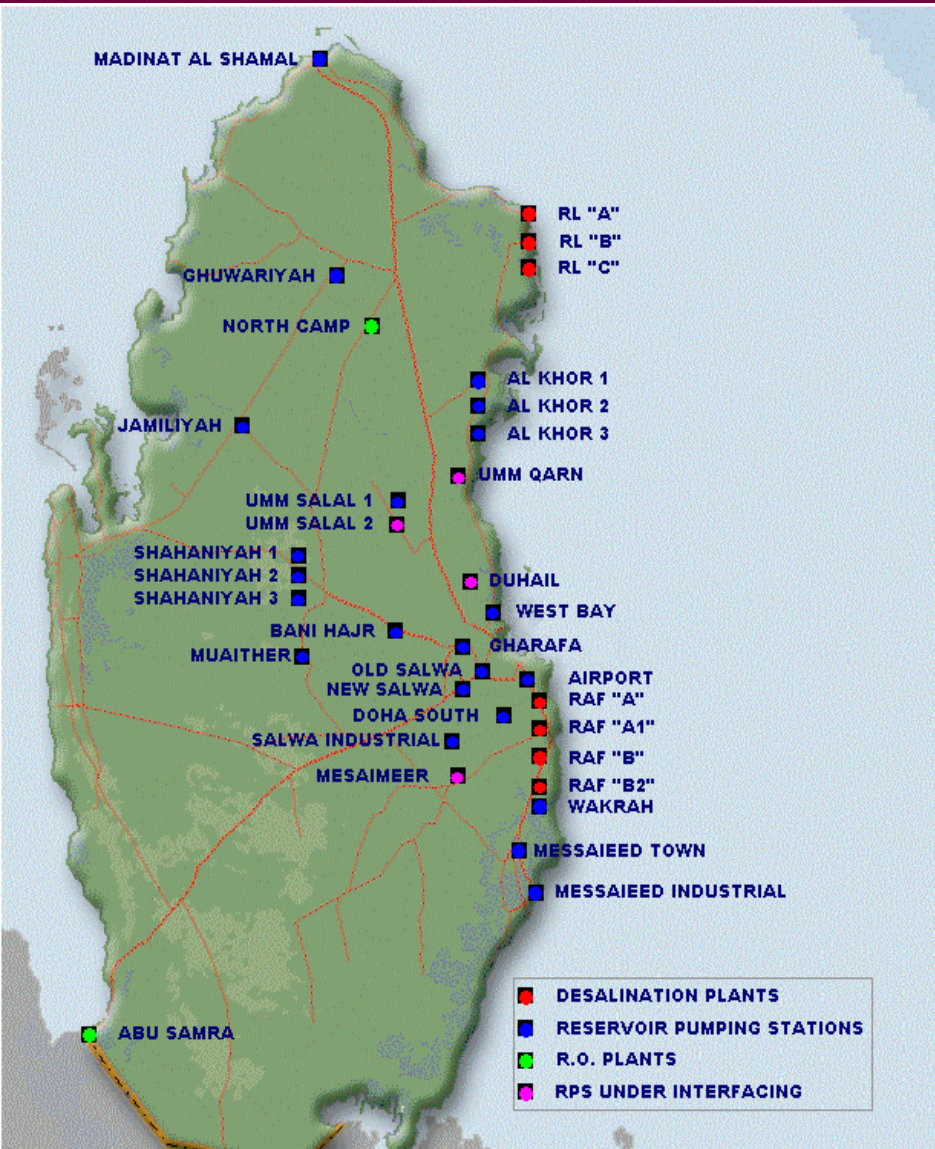 MADINAT AL SHAMAL
RL "A"
RL "B"
RL "C"
GHUWARIYAH
NORTH CAMP
AL KHOR 1
AL KHOR 2
JAMILIYAH
AL KHOR 3
UMM QARN
UMM SALAL 1
UMM SALAL 2
SHAHANIYAH 1
SHAHANIYAH 2
DUHAIL
SHAHANIYAH 3
WEST BAY
BANI HAJR
GHARAFA
MUAITHER
OLD SALWA
AIRPORT
NEW SALWA
RAF "A"
DOHA SOUTH
RAF "A1"
SALWA INDUSTRIAL
RAF "B"
MESAIMEER
RAF "B2"
WAKRAH
MESSAIEED TOWN
MESSAIEED INDUSTRIAL
DESALINATION PLANTS
RESERVOIR PUMPING STATIONS
ABU SAMRA
R.O. PLANTS
RPS UNDER INTERFACING